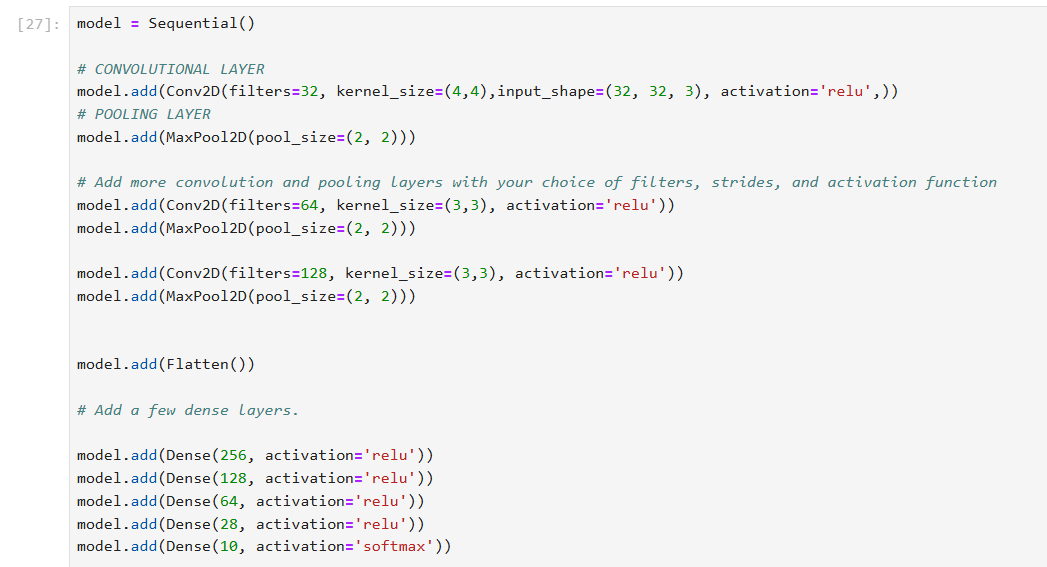 [27]: model = Sequential()
# CONVOLUTIONAL LAYER
model.add(Conv2D(filters=32, kernel_size=(4,4),input_shape=(32, 32, 3), activation='relu',))
# POOLING LAYER
model.add(MaxPool2D(pool_size=(2, 2)))
# Add more convolution and pooling layers with your choice of filters, strides, and activation function
model.add(Conv2D(filters=64, kernel_size=(3,3), activation='relu'))
model.add(MaxPool2D(pool_size=(2, 2)))
model.add(Conv2D(filters=128, kernel_size=(3,3), activation='relu'))
model.add(MaxPool2D(pool_size=(2, 2)))
model.add(Flatten())
# Add a few dense layers.
model.add(Dense(256, activation='relu'))
model.add(Dense(128, activation='relu'))
model.add(Dense(64, activation='relu'))
model.add(Dense(28, activation='relu'))
model.add(Dense(10, activation='softmax'))